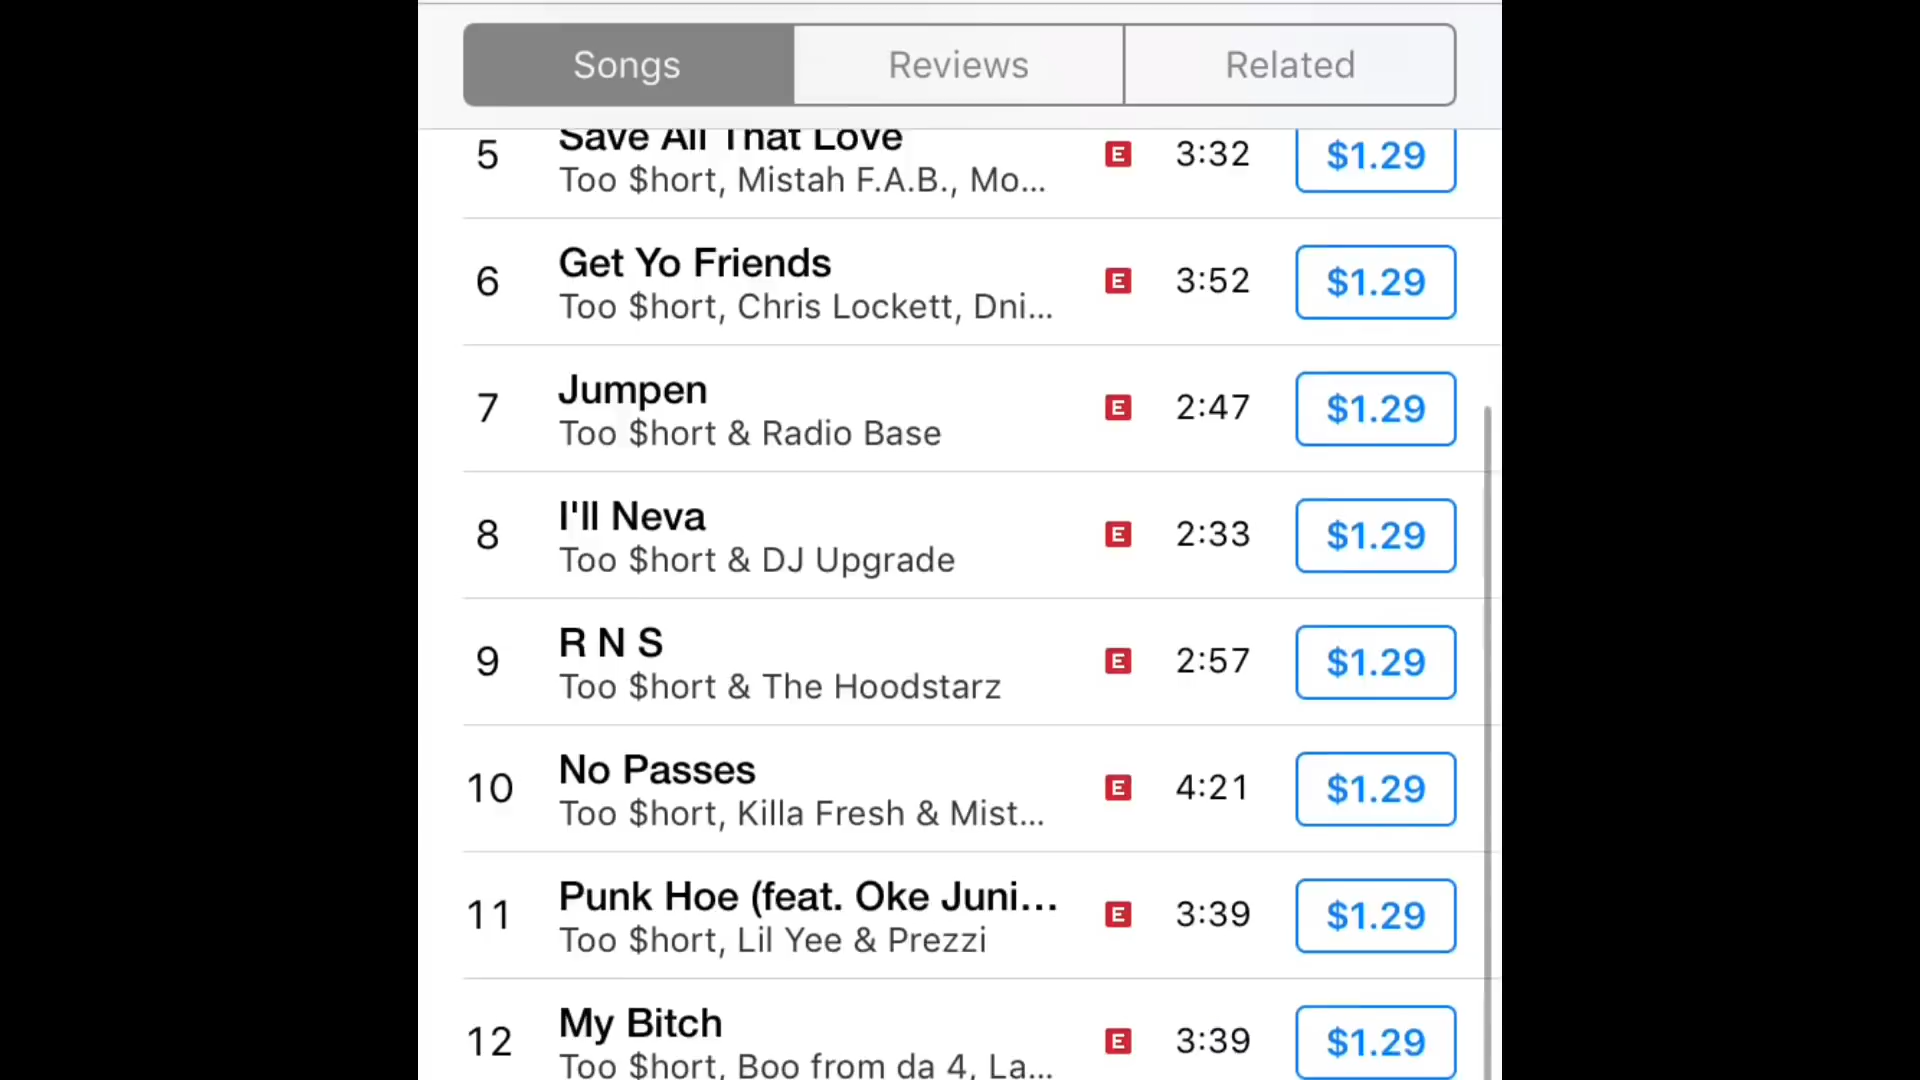 Songs
Reviews
Related
5
Save All That Love
E
3:32
$1.29
Too $hort, Mistah F.A.B., Mo...
6
Get Yo Friends
E
3:52
$1.29
Too $hort, Chris Lockett, Dni...
7
Jumpen
E
2:47
$1.29
Too $hort & Radio Base
8
I'll Neva
E
2:33
$1.29
Too $hort & DJ Upgrade
9
R N S
E
2:57
$1.29
Too $hort & The Hoodstarz
10
No Passes
E
4:21
$1.29
Too $hort, Killa Fresh & Mist...
11
Punk Hoe (feat. Oke Juni...
E
3:39
$1.29
Too $hort, Lil Yee & Prezzi
12
My Bitch
E
3:39
$1.29
Too $hort, Boo from da 4, La...